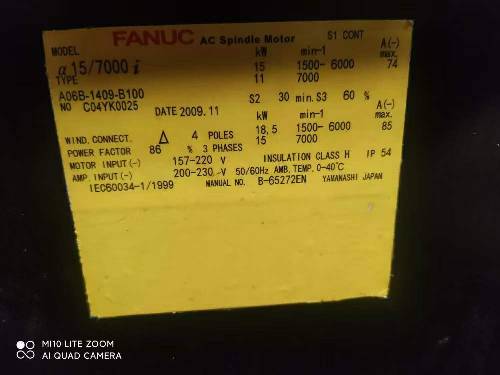 FANUC AC Spindle Motor S1 CONT
MODEL kW min-1 A(~) max.
α 15/7000 i 15 1500- 6000 74
TYPE 11 7000
A06B-1409-B100
NO C04YK0025 S2 30 min. S3 60 %
DATE 2009.11 kW min-1 A(~) max.
WIND. CONNECT. Δ 4 POLES 18,5 1500- 6000 85
POWER FACTOR 86 % 3 PHASES 15 7000
MOTOR INPUT(~) 157-220 V INSULATION CLASS H IP 54
AMP. INPUT(~) 200-230 V 50/60Hz AMB. TEMP. 0-40℃
IEC60034-1/1999 MANUAL NO. B-65272EN YAMANASHI JAPAN
MI10 LITE ZOOM
AI QUAD CAMERA